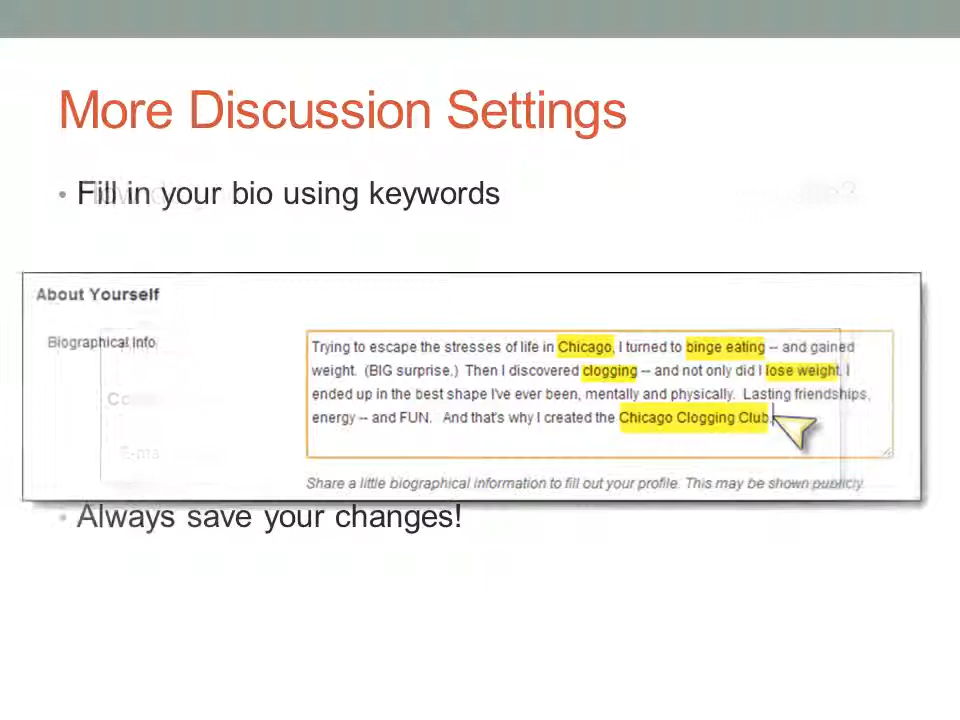 More Discussion Settings
• Fill in your bio using keywords
About Yourself
Biographical Info
Trying to escape the stresses of life in Chicago, I turned to binge eating -- and gained
weight. (BIG surprise.) Then I discovered clogging -- and not only did I lose weight, I
ended up in the best shape I've ever been, mentally and physically. Lasting friendships,
energy -- and FUN. And that's why I created the Chicago Clogging Club.
Share a little biographical information to fill out your profile. This may be shown publicly.
• Always save your changes!